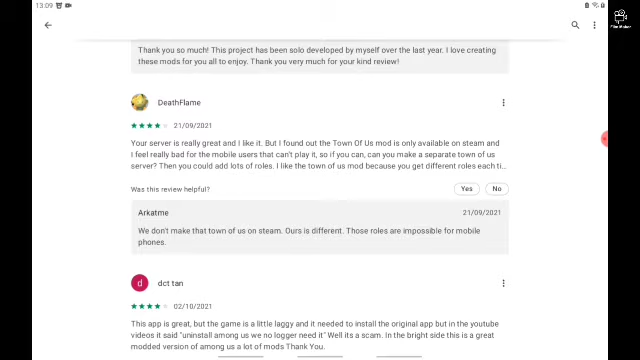 13:09
Film Maker
Thank you so much! This project has been solo developed by myself over the last year. I love creating
these mods for you all to enjoy. Thank you very much for your kind review!
DeathFlame
21/09/2021
Your server is really great and I like it. But I found out the Town Of Us mod is only available on steam and
I feel really bad for the mobile users that can't play it, so if you can, can you make a separate town of us
server? Then you could add lots of roles. I like the town of us mod because you get different roles each ti...
Was this review helpful?
Yes
No
Arkatme
21/09/2021
We don't make that town of us on steam. Ours is different. Those roles are impossible for mobile
phones.
d
dct tan
02/10/2021
This app is great, but the game is a little laggy and it needed to install the original app but in the youtube
videos it said "uninstall among us we no logger need it" Well its a scam. In the bright side this is a great
modded version of among us a lot of mods Thank You.